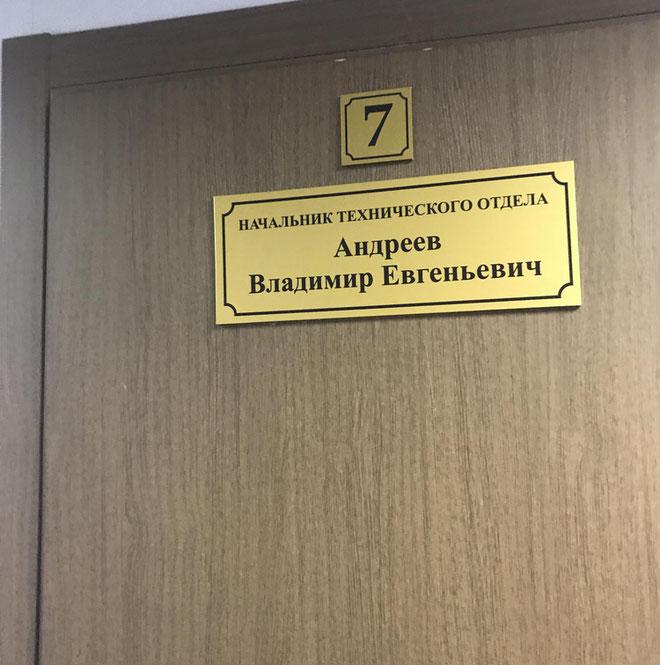 7
НАЧАЛЬНИК ТЕХНИЧЕСКОГО ОТДЕЛА
Андреев
Владимир Евгеньевич